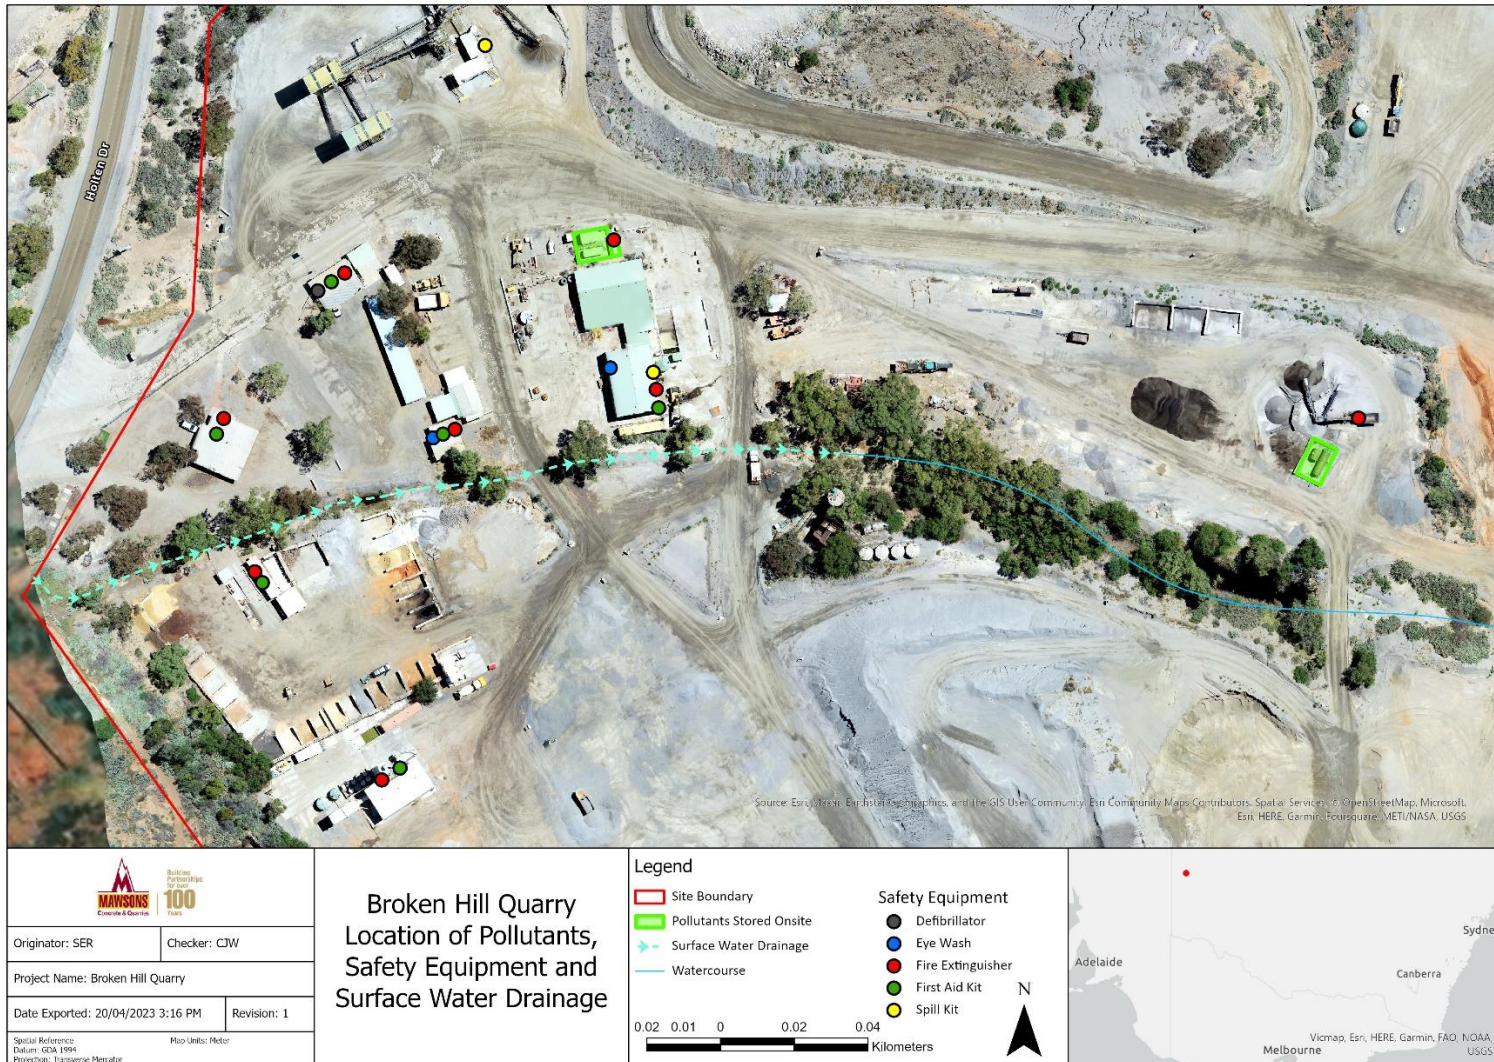 Holten Dr
Source: Esri, Maxar, Earthstar Geographics, and the GIS User Community, Esri Community Maps Contributors, Spatial Services, © OpenStreetMap, Microsoft,
Esri, HERE, Garmin, Foursquare, METI/NASA, USGS
MAWSONS
Concrete & Quarries
Building
Partnerships
for over
100
Years
Originator: SER
Checker: CJW
Project Name: Broken Hill Quarry
Date Exported: 20/04/2023 3:16 PM
Revision: 1
Spatial Reference
Datum: GDA 1994
Projection: Transverse Mercator
Map Units: Meter
Broken Hill Quarry
Location of Pollutants,
Safety Equipment and
Surface Water Drainage
Legend
Site Boundary
Pollutants Stored Onsite
Surface Water Drainage
Watercourse
Safety Equipment
Defibrillator
Eye Wash
Fire Extinguisher
First Aid Kit
Spill Kit
0.02 0.01 0 0.02 0.04
Kilometers
N
Adelaide
Sydne
Canberra
Melbourne
Vicmap, Esri, HERE, Garmin, FAO, NOAA,
USGS